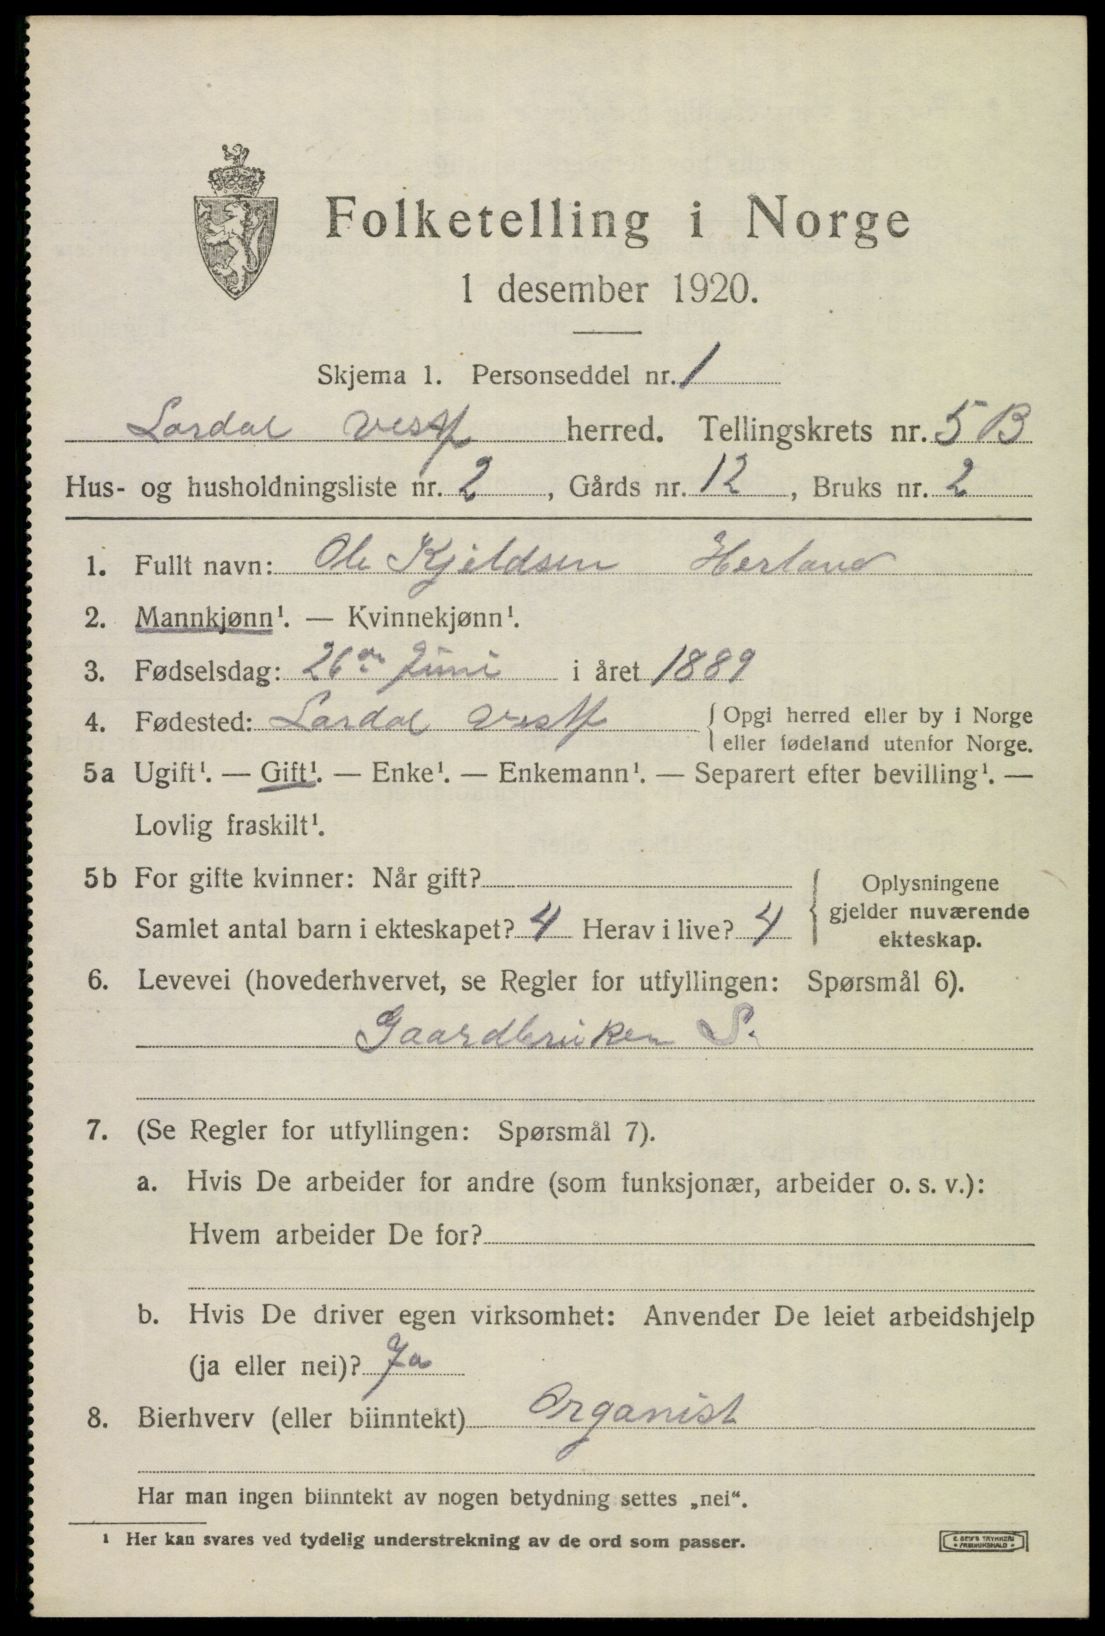 Folketelling i Norge
1 desember 1920.
Skjema 1. Personseddel nr. 1
Lardal Vestf herred. Tellingskrets nr. 5 B
Hus- og husholdningsliste nr. 2, Gårds nr. 12, Bruks nr. 2
1. Fullt navn: Ole Kjeldsen Herland
2. Mannkjønn¹. — Kvinnekjønn¹.
3. Fødselsdag: 26de Juni i året 1889
4. Fødested: Lardal Vestf { Opgi herred eller by i Norge
eller fødeland utenfor Norge.
5a Ugift¹. — Gift¹. — Enke¹. — Enkemann¹. — Separert efter bevilling¹. —
Lovlig fraskilt¹.
5b For gifte kvinner: Når gift?
Samlet antal barn i ekteskapet? 4 Herav i live? 4
Oplysningene
gjelder nuværende
ekteskap.
6. Levevei (hovederhvervet, se Regler for utfyllingen: Spørsmål 6).
Gaardbruken S.
7. (Se Regler for utfyllingen: Spørsmål 7).
a. Hvis De arbeider for andre (som funksjonær, arbeider o. s. v.):
Hvem arbeider De for?
b. Hvis De driver egen virksomhet: Anvender De leiet arbeidshjelp
(ja eller nei)? Ja
8. Bierhverv (eller biinntekt) Organist
Har man ingen biinntekt av nogen betydning settes „nei“.
¹ Her kan svares ved tydelig understrekning av de ord som passer.